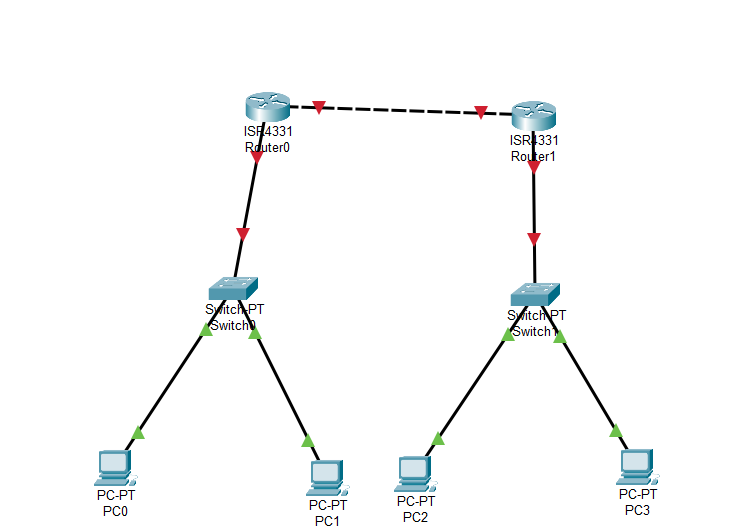 ISR4331
Router0
ISR4331
Router1
Switch-PT
Switch0
Switch-PT
Switch1
PC-PT
PC0
PC-PT
PC1
PC-PT
PC2
PC-PT
PC3